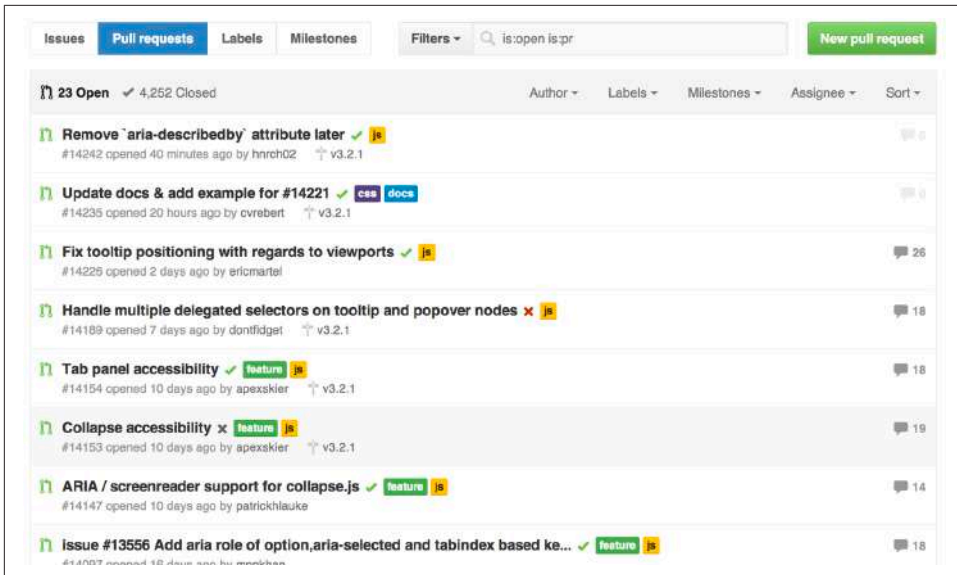 Issues Pull requests Labels Milestones Filters is:open is:pr New pull request
23 Open 4,252 Closed Author Labels Milestones Assignee Sort
Remove `aria-describedby` attribute later js 0
#14242 opened 40 minutes ago by hnrch02 v3.2.1
Update docs & add example for #14221 css docs 0
#14235 opened 20 hours ago by cvrebert v3.2.1
Fix tooltip positioning with regards to viewports js 26
#14226 opened 2 days ago by ericmartel
Handle multiple delegated selectors on tooltip and popover nodes js 18
#14189 opened 7 days ago by dontfidget v3.2.1
Tab panel accessibility feature js 18
#14154 opened 10 days ago by apexskier v3.2.1
Collapse accessibility feature js 19
#14153 opened 10 days ago by apexskier v3.2.1
ARIA / screenreader support for collapse.js feature js 14
#14147 opened 10 days ago by patrickhlauke
issue #13556 Add aria role of option,aria-selected and tabindex based ke... feature js 18
#14097 opened 16 days ago by